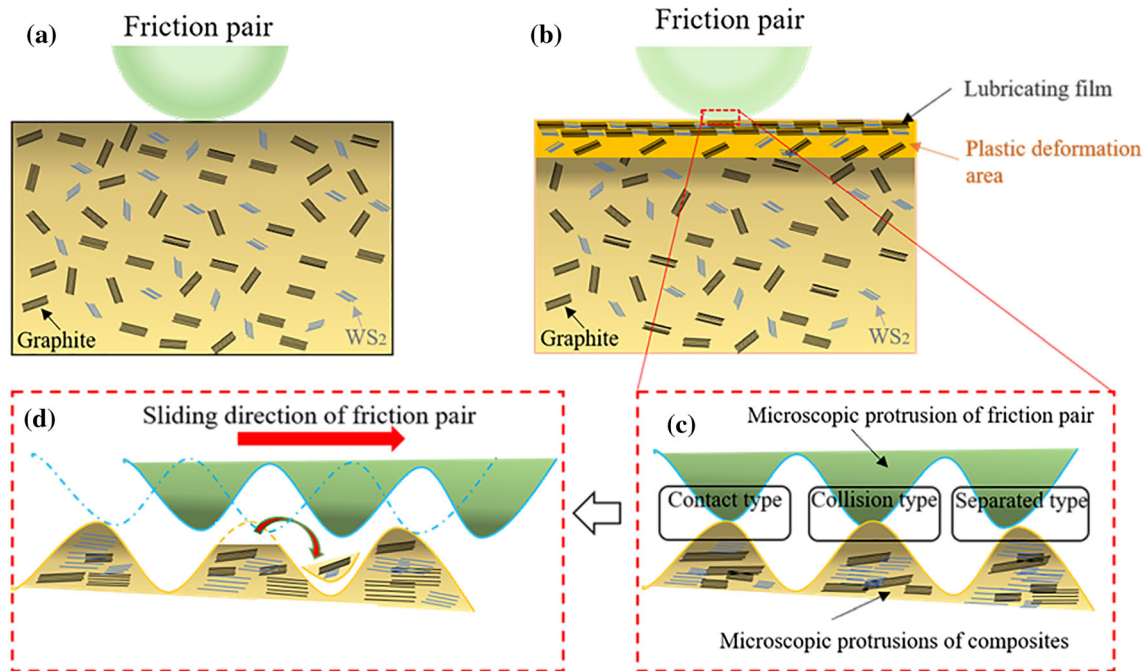 (a)
Friction pair
Graphite
WS₂
(b)
Friction pair
Lubricating film
Plastic deformation
area
Graphite
WS₂
(d)
Sliding direction of friction pair
(c)
Microscopic protrusion of friction pair
Contact type
Collision type
Separated type
Microscopic protrusions of composites